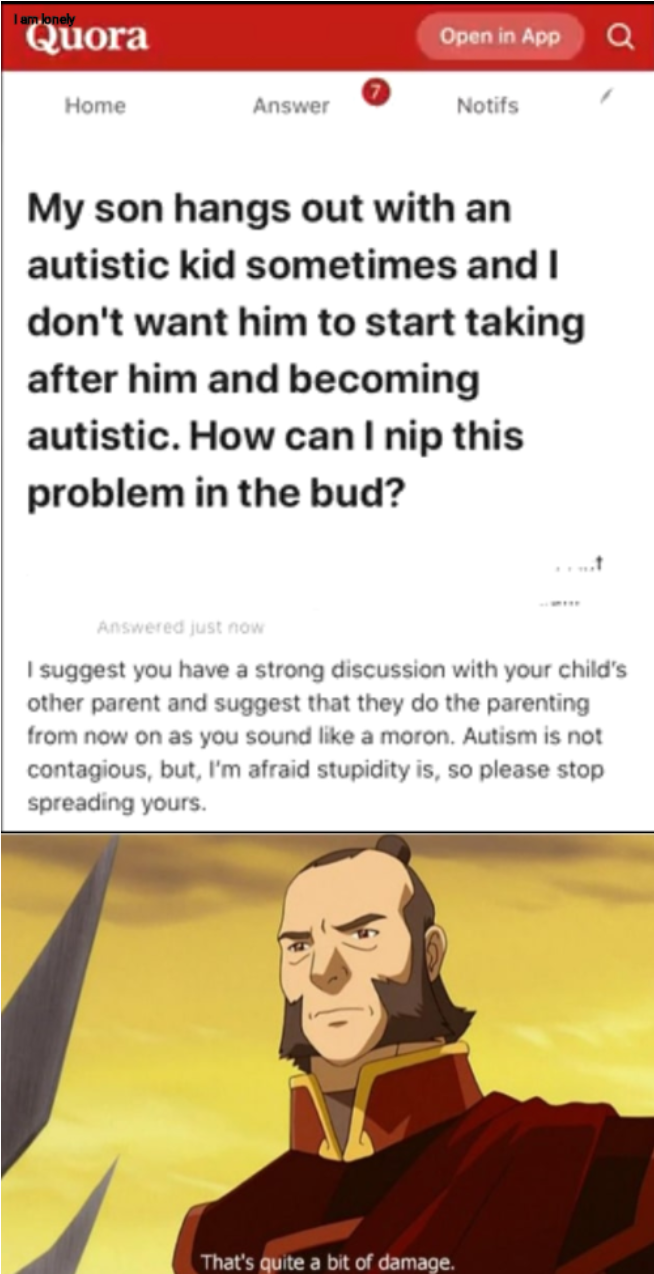 I am lonely
Quora
Open in App
Home
Answer
7
Notifs
My son hangs out with an
autistic kid sometimes and I
don't want him to start taking
after him and becoming
autistic. How can I nip this
problem in the bud?
Answered just now
I suggest you have a strong discussion with your child's
other parent and suggest that they do the parenting
from now on as you sound like a moron. Autism is not
contagious, but, I'm afraid stupidity is, so please stop
spreading yours.
That's quite a bit of damage.